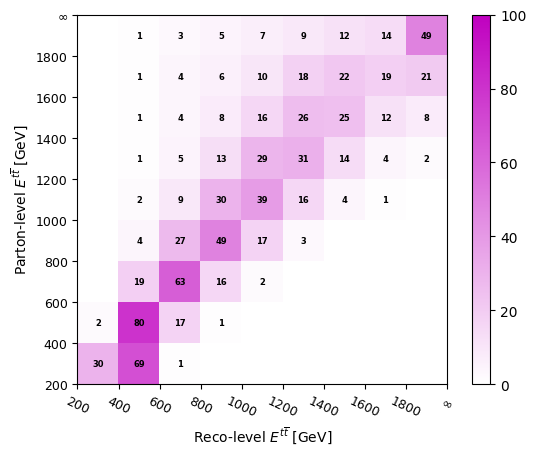 ∞ 1 3 5 7 9 12 14 49 100
1800
1 4 6 10 18 22 19 21
1600 80
1 4 8 16 26 25 12 8
1400
1 5 13 29 31 14 4 2 60
1200
2 9 30 39 16 4 1
1000 40
4 27 49 17 3
800
19 63 16 2
600 20
2 80 17 1
400
30 69 1
200 0
200 400 600 800 1000 1200 1400 1600 1800 ∞
Reco-level E^{tt̅} [GeV]
Parton-level E^{tt̅} [GeV]